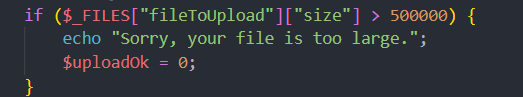 if ($_FILES["fileToUpload"]["size"] > 500000) {
    echo "Sorry, your file is too large.";
    $uploadOk = 0;
}